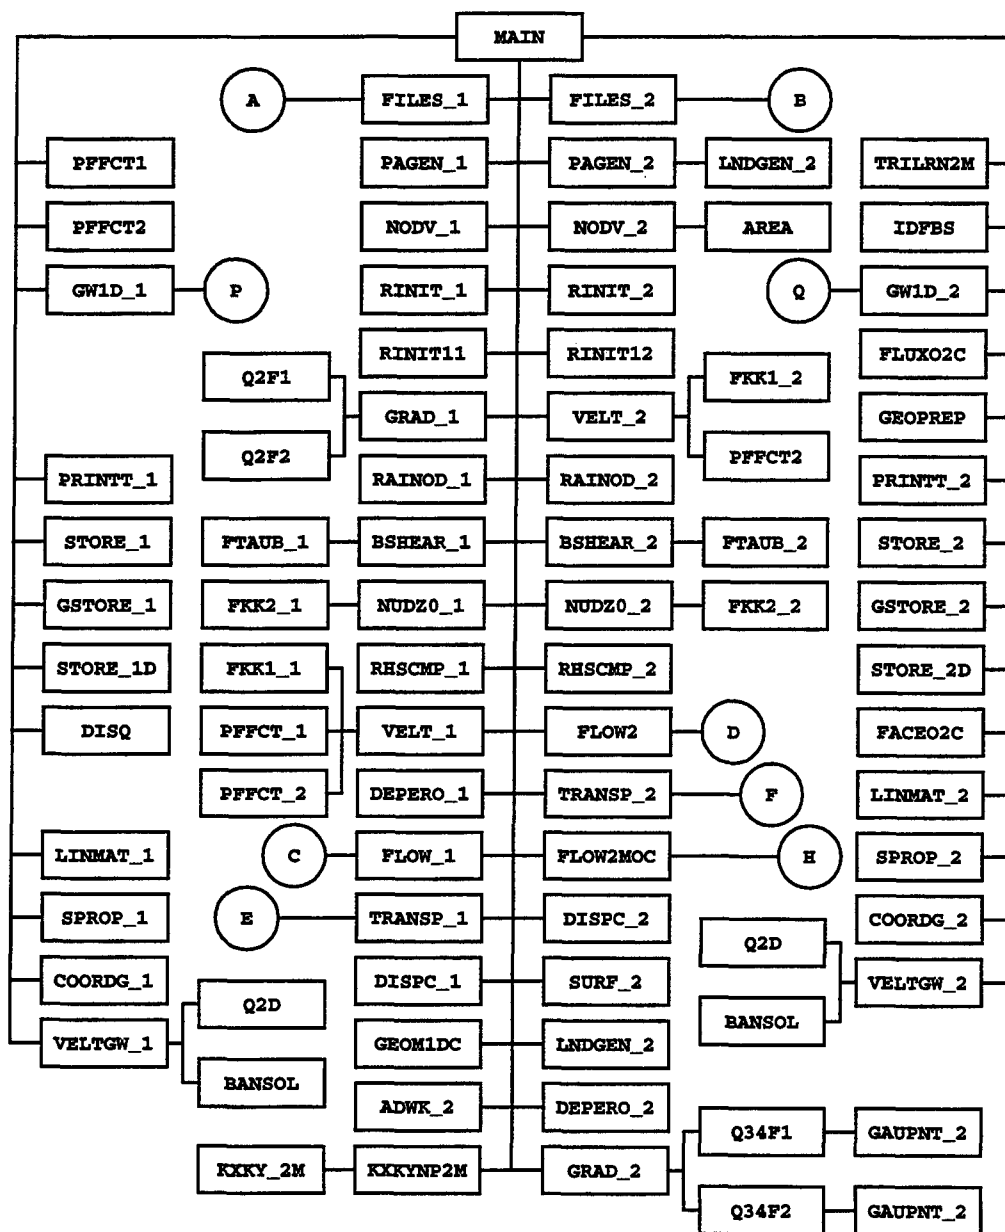 MAIN
A FILES_1 FILES_2 B
PFFCT1 PAGEN_1 PAGEN_2 LNDGEN_2 TRILRN2M
PFFCT2 NODV_1 NODV_2 AREA IDFBS
GW1D_1 P RINIT_1 RINIT_2 Q GW1D_2
RINIT11 RINIT12 FLUXO2C
Q2F1 FKK1_2
GRAD_1 VELT_2 GEOPREP
Q2F2 PFFCT2
PRINTT_1 RAINOD_1 RAINOD_2 PRINTT_2
STORE_1 FTAUB_1 BSHEAR_1 BSHEAR_2 FTAUB_2 STORE_2
GSTORE_1 FKK2_1 NUDZ0_1 NUDZ0_2 FKK2_2 GSTORE_2
STORE_1D FKK1_1 RHSCMP_1 RHSCMP_2 STORE_2D
DISQ PFFCT_1 VELT_1 FLOW2 D FACEO2C
PFFCT_2 DEPERO_1 TRANSP_2 F LINMAT_2
LINMAT_1 C FLOW_1 FLOW2MOC H SPROP_2
SPROP_1 E TRANSP_1 DISPC_2 COORDG_2
Q2D
COORDG_1 DISPC_1 SURF_2 VELTGW_2
Q2D BANSOL
VELTGW_1 GEOM1DC LNDGEN_2
BANSOL
ADWK_2 DEPERO_2
Q34F1 GAUPNT_2
KXKY_2M KXKYNP2M GRAD_2
Q34F2 GAUPNT_2